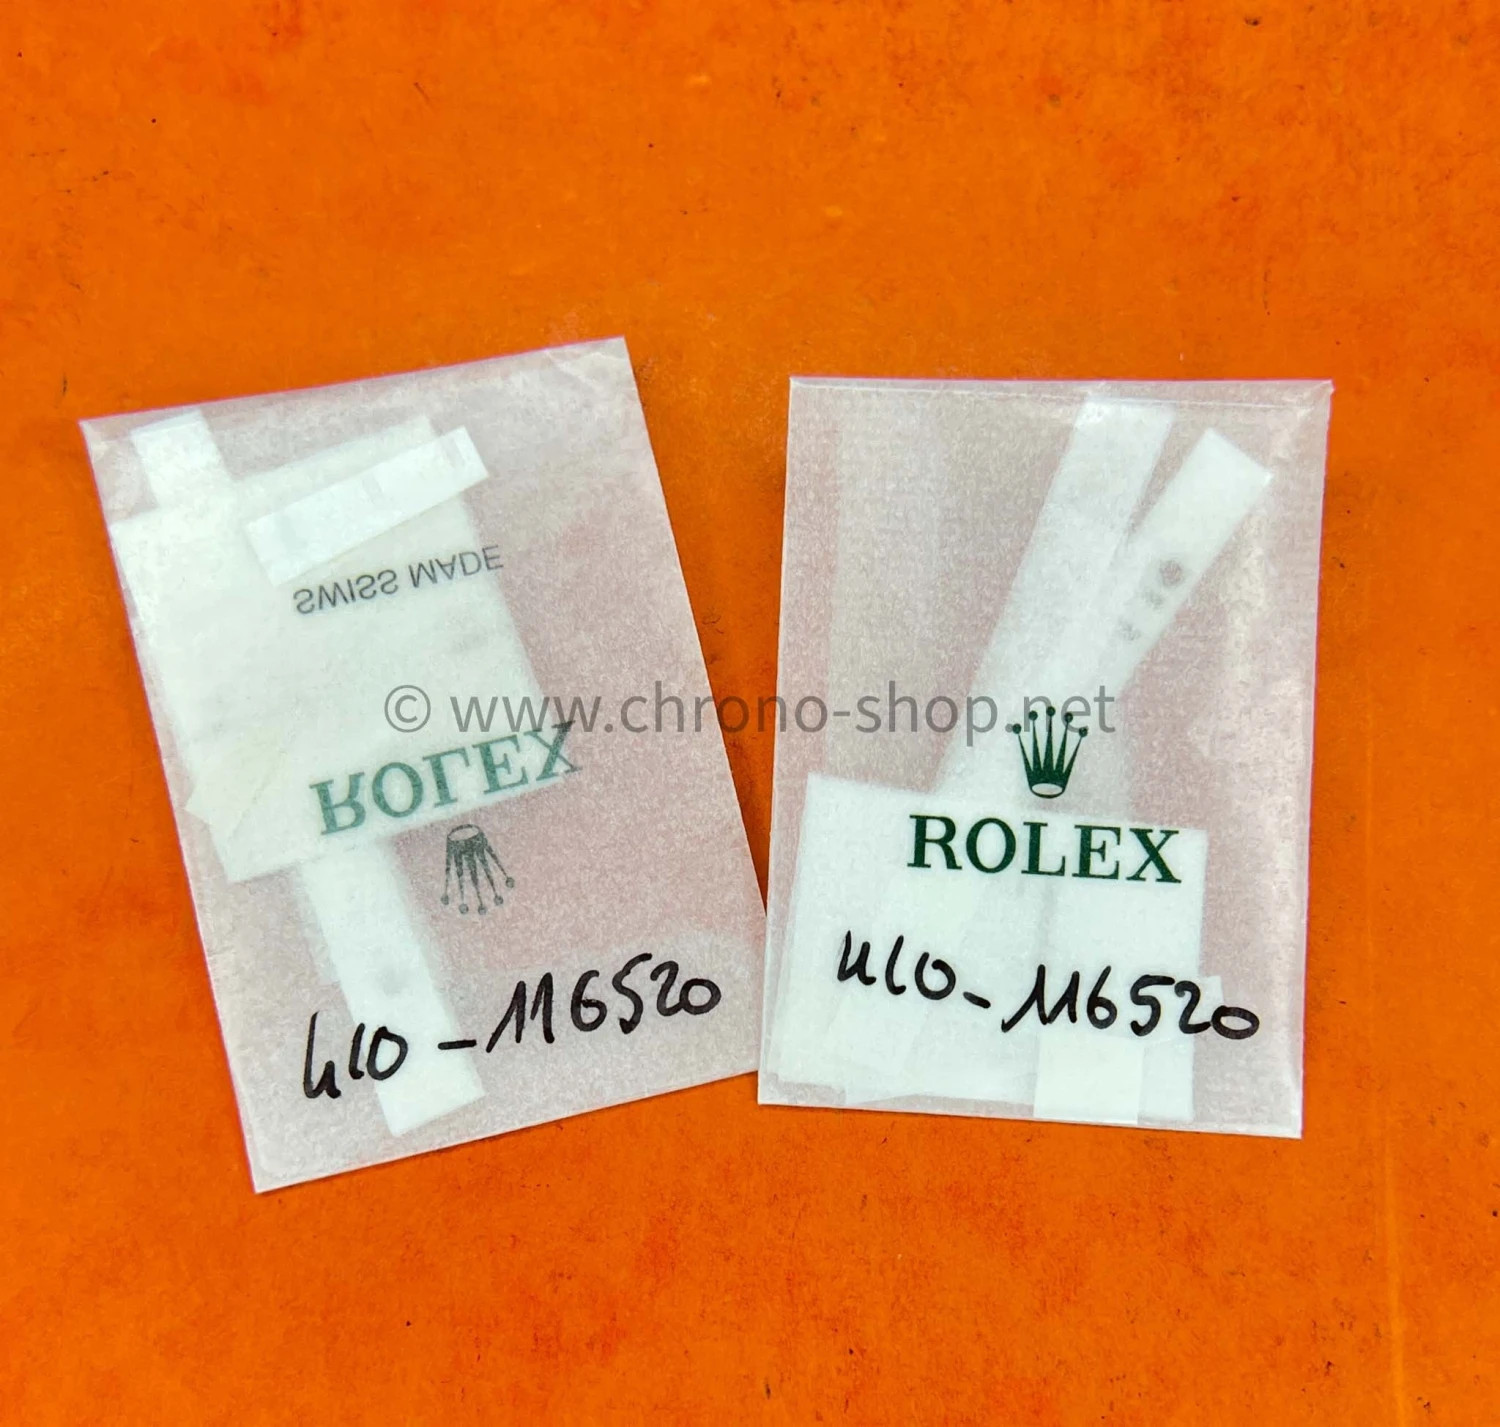 SWISS MADE
ROLEX
410-116520
ROLEX
410-116520
© www.chrono-shop.net